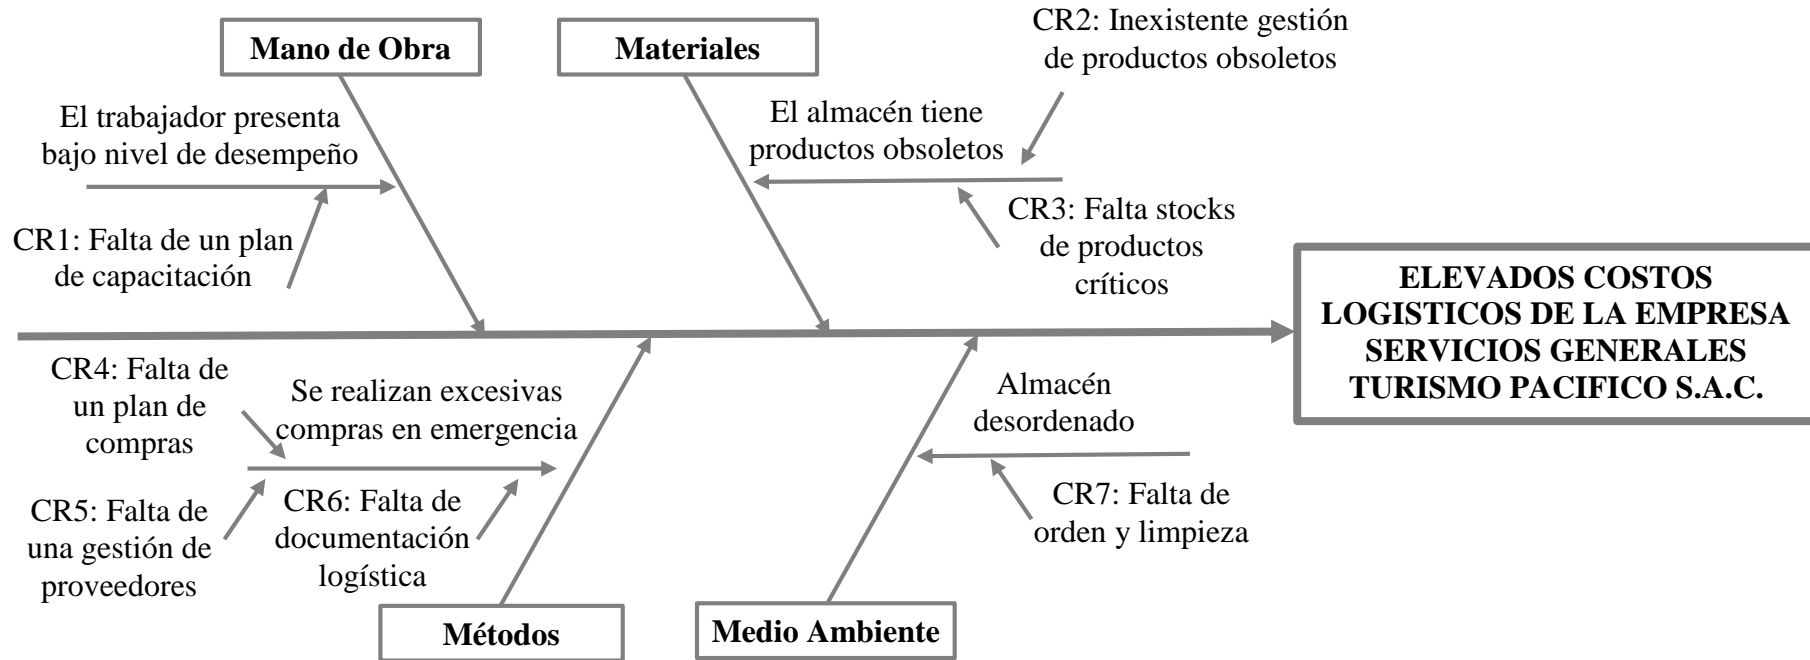 Mano de Obra
Materiales
CR2: Inexistente gestión
de productos obsoletos
El trabajador presenta
bajo nivel de desempeño
El almacén tiene
productos obsoletos
CR1: Falta de un plan
de capacitación
CR3: Falta stocks
de productos
críticos
ELEVADOS COSTOS
LOGISTICOS DE LA EMPRESA
SERVICIOS GENERALES
TURISMO PACIFICO S.A.C.
CR4: Falta de
un plan de
compras
Se realizan excesivas
compras en emergencia
Almacén
desordenado
CR5: Falta de
una gestión de
proveedores
CR6: Falta de
documentación
logística
CR7: Falta de
orden y limpieza
Métodos
Medio Ambiente